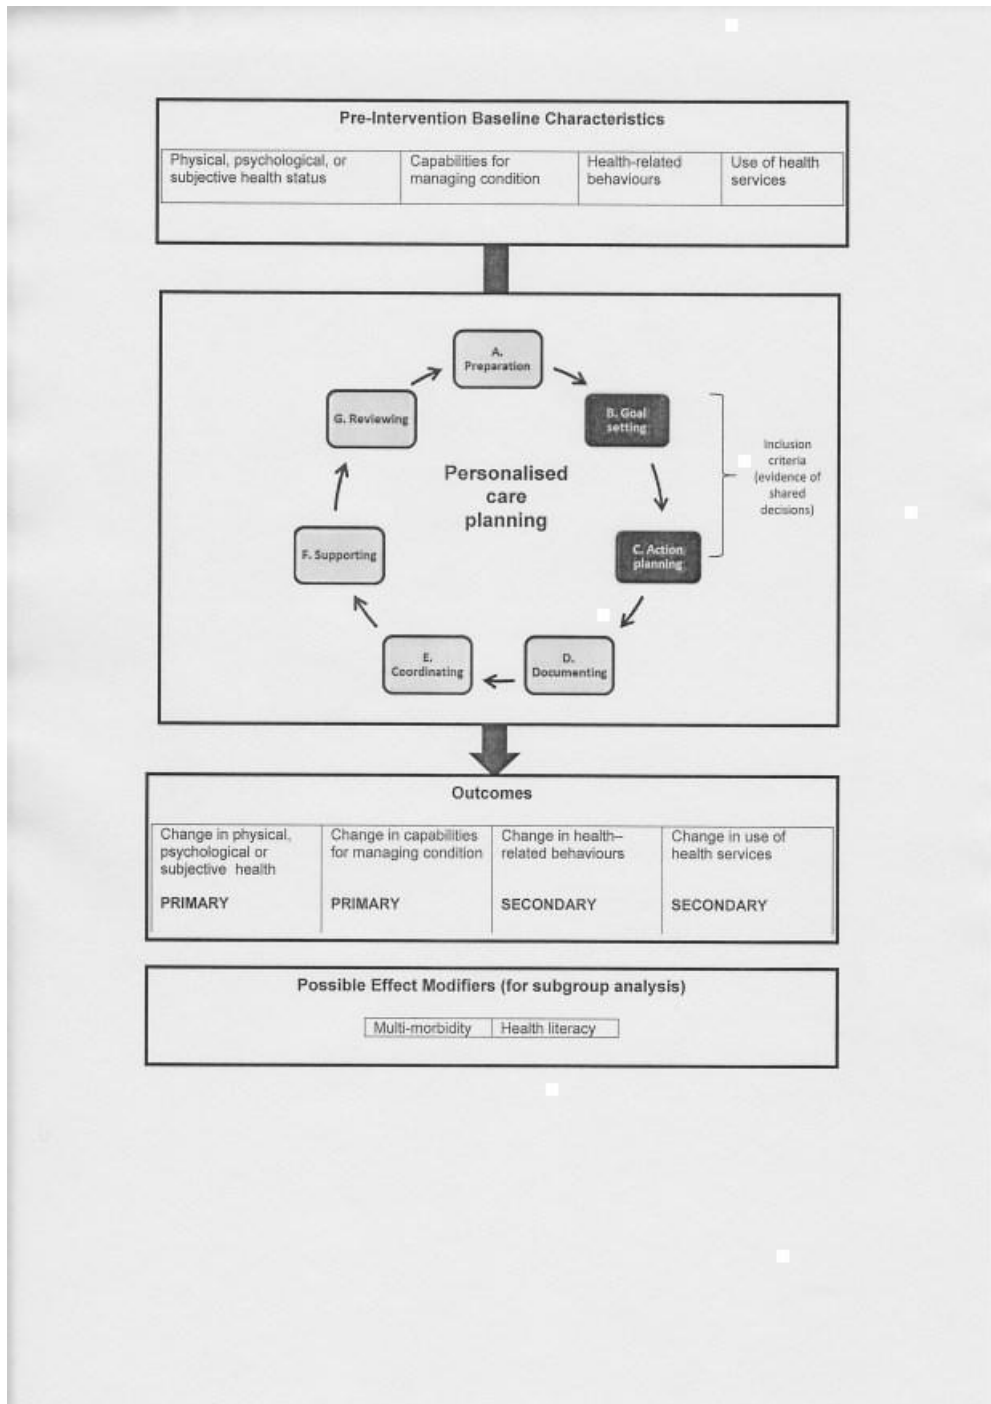 Pre-Intervention Baseline Characteristics
Physical, psychological, or
subjective health status
Capabilities for
managing condition
Health-related
behaviours
Use of health
services
A.
Preparation
B. Goal
setting
C. Action
planning
D.
Documenting
E.
Coordinating
F. Supporting
G. Reviewing
Personalised
care
planning
Inclusion
criteria
(evidence of
shared
decisions)
Outcomes
Change in physical,
psychological or
subjective health
PRIMARY
Change in capabilities
for managing condition
PRIMARY
Change in health–
related behaviours
SECONDARY
Change in use of
health services
SECONDARY
Possible Effect Modifiers (for subgroup analysis)
Multi-morbidity
Health literacy